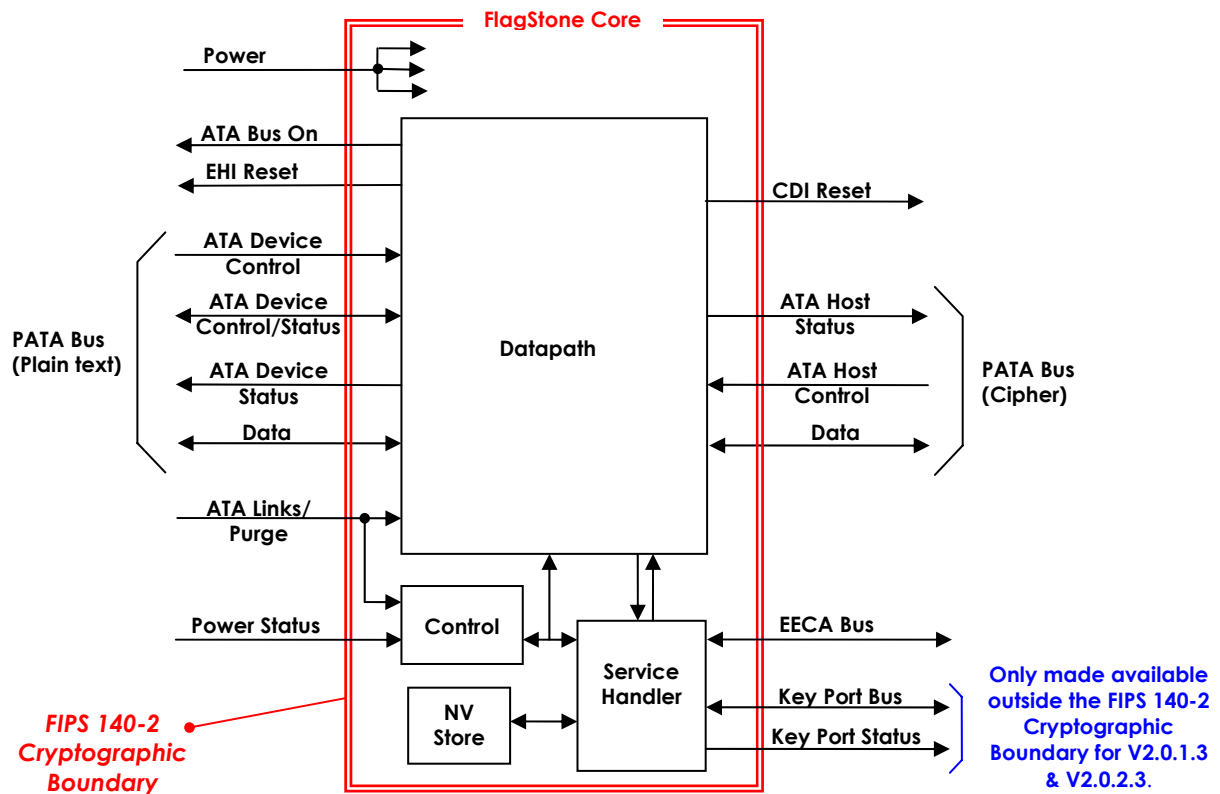 FlagStone Core
Power
ATA Bus On
EHI Reset
CDI Reset
ATA Device
Control
ATA Device
Control/Status
ATA Device
Status
Data
PATA Bus
(Plain text)
ATA Links/
Purge
Datapath
ATA Host
Status
ATA Host
Control
Data
PATA Bus
(Cipher)
Power Status
Control
NV
Store
Service
Handler
EECA Bus
Key Port Bus
Key Port Status
Only made available
outside the FIPS 140-2
Cryptographic
Boundary for V2.0.1.3
& V2.0.2.3.
FIPS 140-2
Cryptographic
Boundary